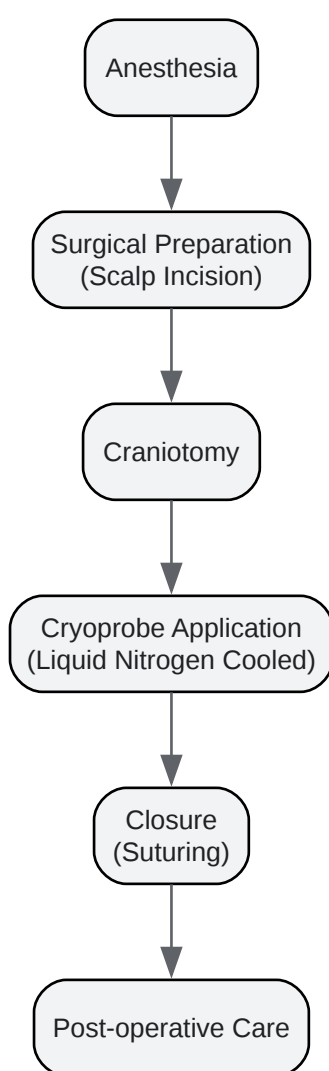 Anesthesia
Surgical Preparation
(Scalp Incision)
Craniotomy
Cryoprobe Application
(Liquid Nitrogen Cooled)
Closure
(Suturing)
Post-operative Care